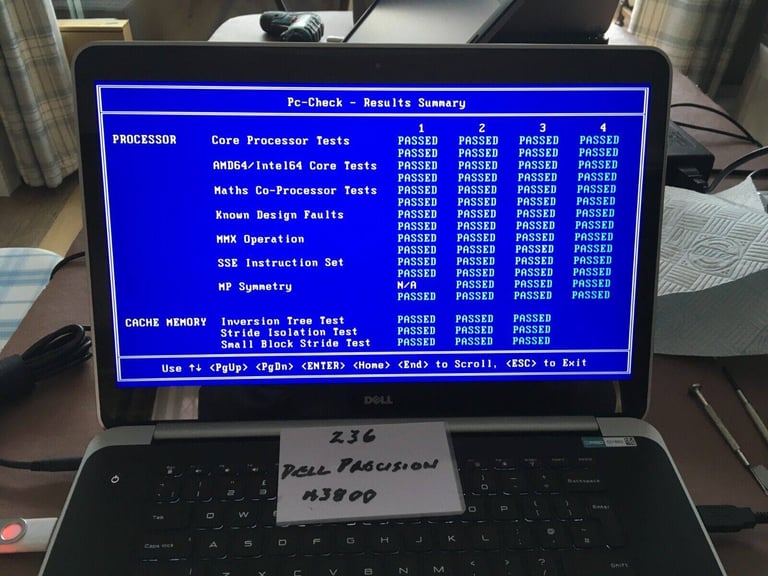 Pc-Check - Results Summary
1 2 3 4
PROCESSOR Core Processor Tests PASSED PASSED PASSED PASSED
PASSED PASSED PASSED PASSED
AMD64/Intel64 Core Tests PASSED PASSED PASSED PASSED
PASSED PASSED PASSED PASSED
Maths Co-Processor Tests PASSED PASSED PASSED PASSED
PASSED PASSED PASSED PASSED
Known Design Faults PASSED PASSED PASSED PASSED
PASSED PASSED PASSED PASSED
MMX Operation PASSED PASSED PASSED PASSED
PASSED PASSED PASSED PASSED
SSE Instruction Set PASSED PASSED PASSED PASSED
PASSED PASSED PASSED PASSED
MP Symmetry N/A PASSED PASSED PASSED
PASSED PASSED PASSED PASSED
CACHE MEMORY Inversion Tree Test PASSED PASSED PASSED
Stride Isolation Test PASSED PASSED PASSED
Small Block Stride Test PASSED PASSED PASSED
Use ↑↓ <PgUp> <PgDn> <ENTER> <Home> <End> to Scroll, <ESC> to Exit
DELL
236
DELL PRECISION
M3800
Backspace
Tab Q W O P Enter
Caps Lock A S D F G H J K L
Z X C V B N M Shift